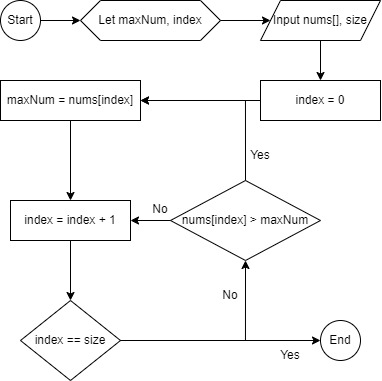 Start
Let maxNum, index
Input nums[], size
maxNum = nums[index]
index = 0
Yes
No
index = index + 1
nums[index] > maxNum
No
index == size
Yes
End